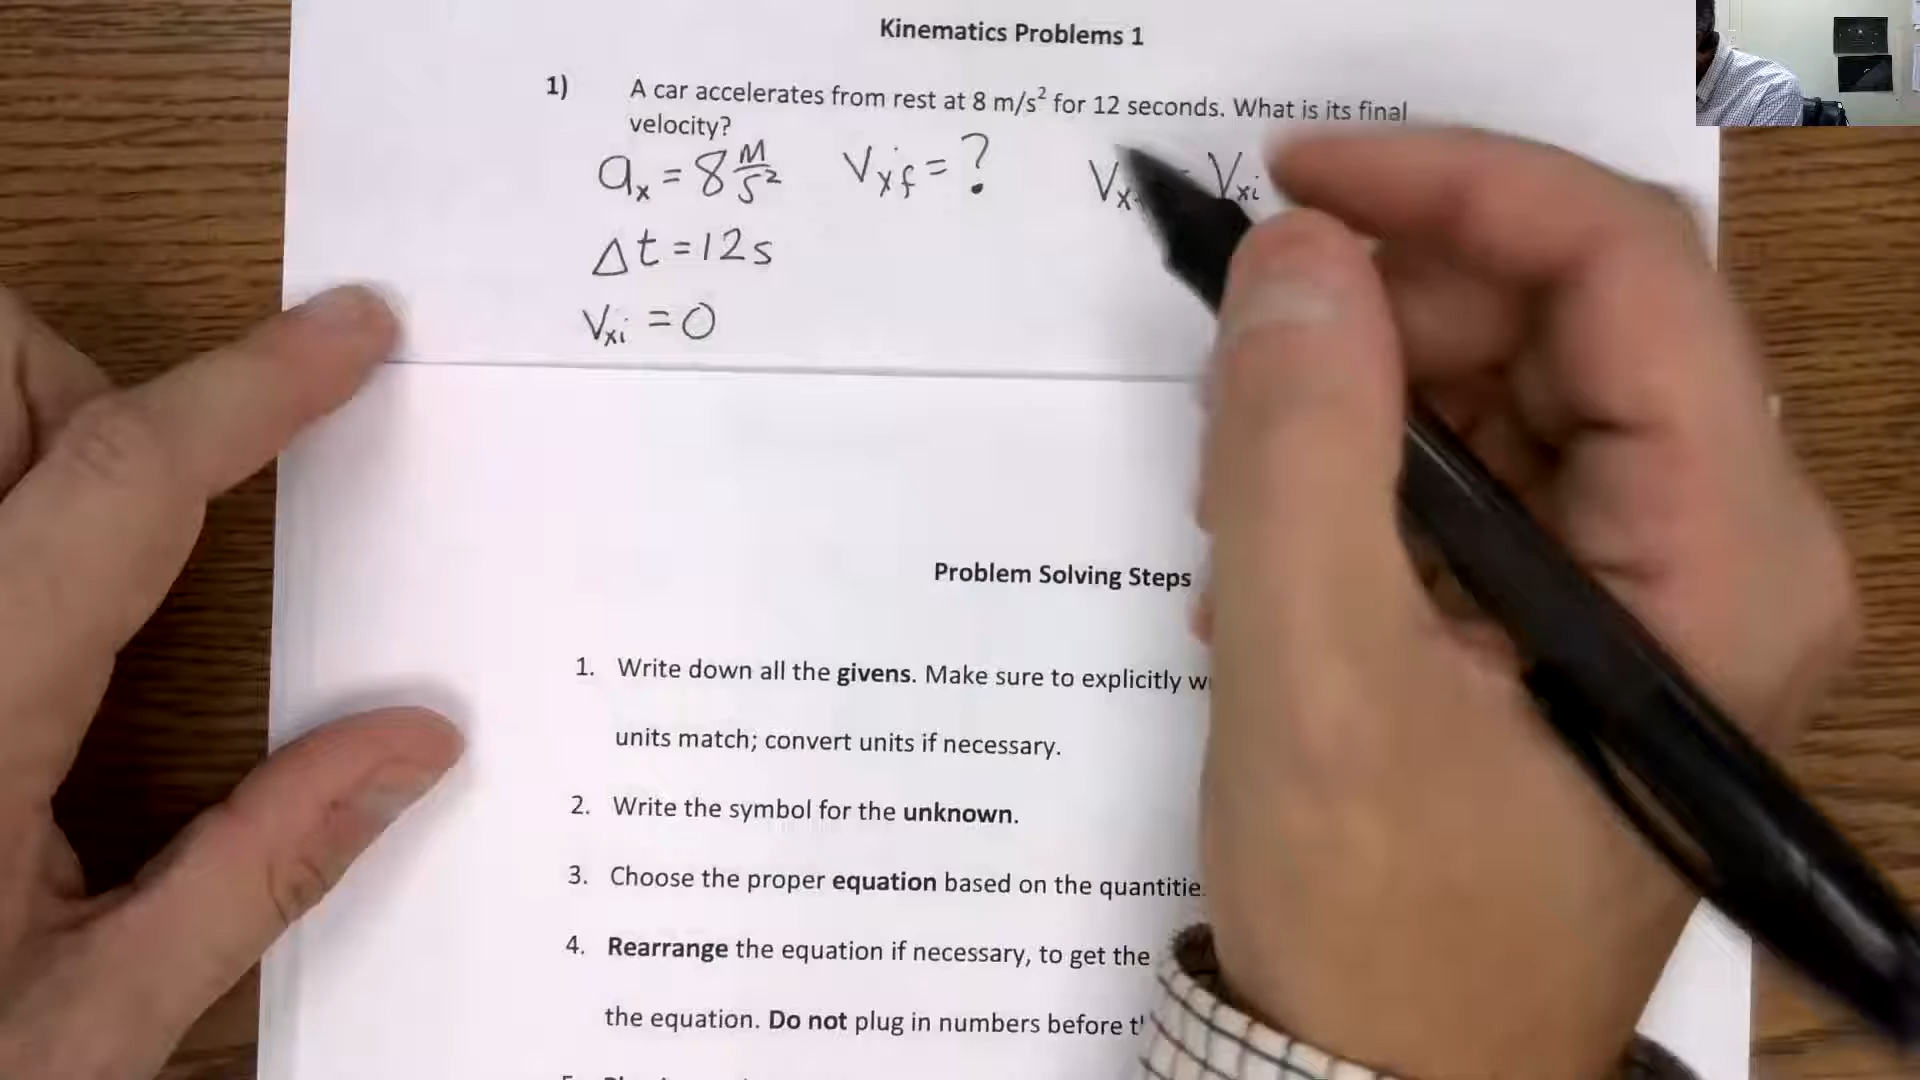 Kinematics Problems 1
1) A car accelerates from rest at 8 m/s² for 12 seconds. What is its final
velocity?
aₓ = 8 m/s² Vxf = ? Vx = Vxi
Δt = 12s
Vxi = 0
Problem Solving Steps
1. Write down all the givens. Make sure to explicitly
units match; convert units if necessary.
2. Write the symbol for the unknown.
3. Choose the proper equation based on the
4. Rearrange the equation if necessary, to get the
the equation. Do not plug in numbers before